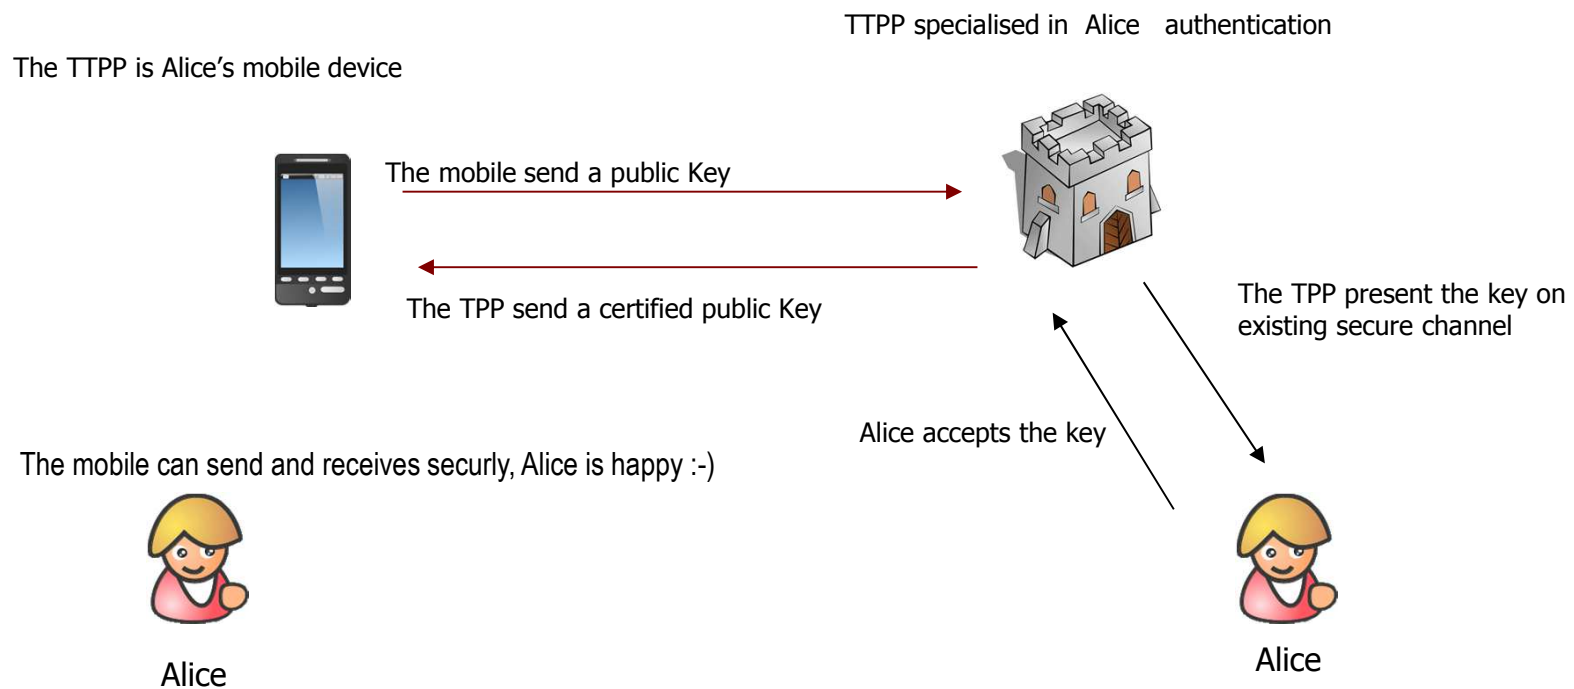 TTPP specialised in Alice authentication
The TTPP is Alice's mobile device
The mobile send a public Key
The TPP send a certified public Key
The TPP present the key on
existing secure channel
Alice accepts the key
The mobile can send and receives securly, Alice is happy :-)
Alice
Alice